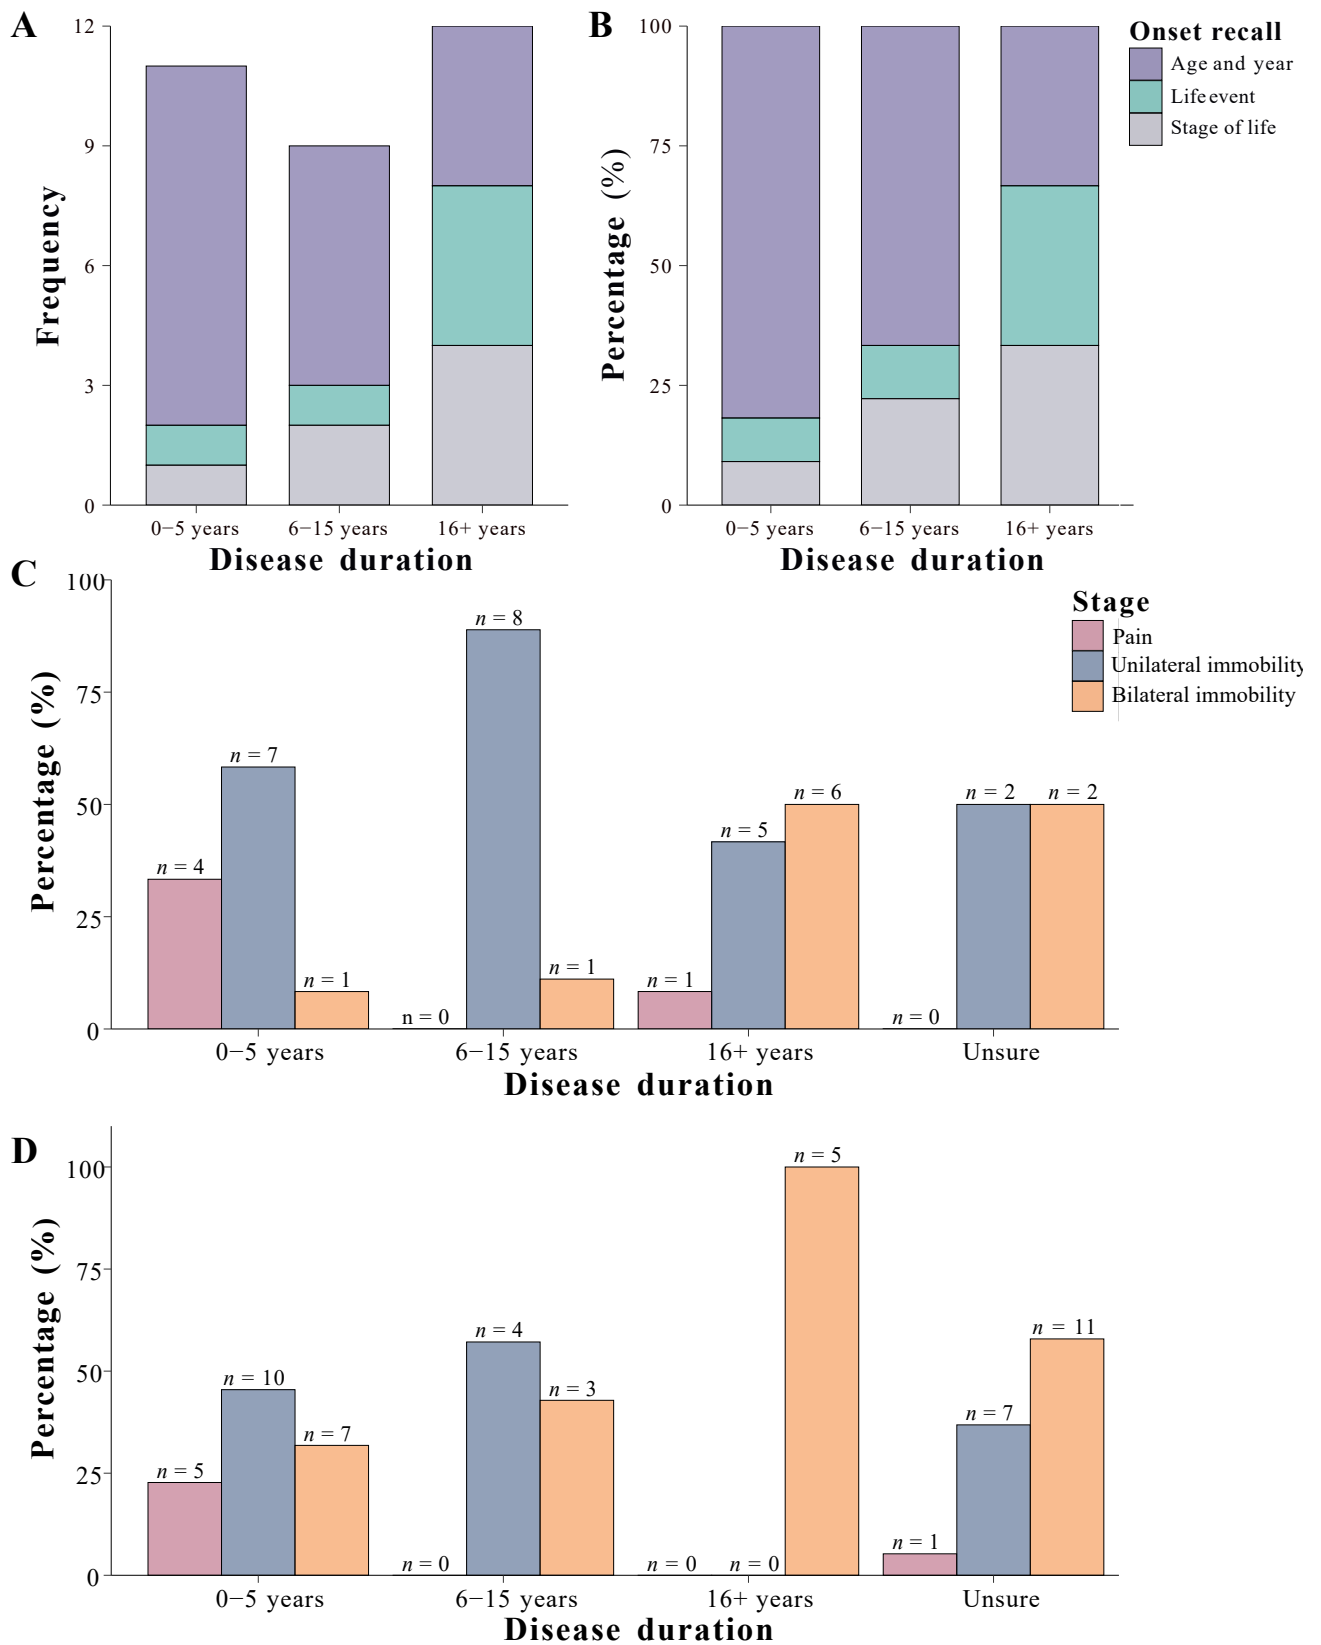 A
12
9
6
3
0
Frequency
0−5 years
6−15 years
16+ years
Disease duration
B
100
75
50
25
0
Percentage (%)
0−5 years
6−15 years
16+ years
Disease duration
Onset recall
Age and year
Life event
Stage of life
C
100
75
50
25
0
Percentage (%)
n = 4
n = 7
n = 1
n = 0
n = 8
n = 1
n = 1
n = 5
n = 6
n = 0
n = 2
n = 2
0−5 years
6−15 years
16+ years
Unsure
Disease duration
Stage
Pain
Unilateral immobility
Bilateral immobility
D
100
75
50
25
0
Percentage (%)
n = 5
n = 10
n = 7
n = 0
n = 4
n = 3
n = 0
n = 0
n = 5
n = 1
n = 7
n = 11
0−5 years
6−15 years
16+ years
Unsure
Disease duration